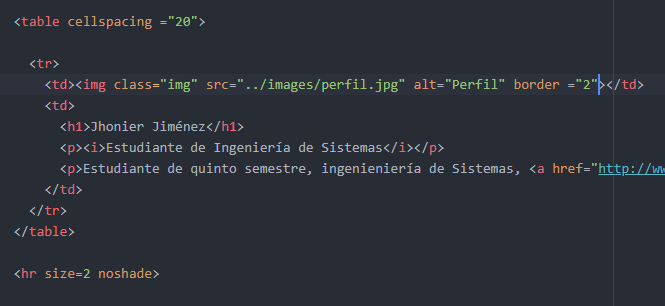 <table cellspacing ="20">
<tr>
<td><img class="img" src="../images/perfil.jpg" alt="Perfil" border ="2"></td>
<td>
<h1>Jhonier Jiménez</h1>
<p><i>Estudiante de Ingeniería de Sistemas</i></p>
<p>Estudiante de quinto semestre, ingenieniería de Sistemas, <a href="http://ww
</td>
</tr>
</table>
<hr size=2 noshade>